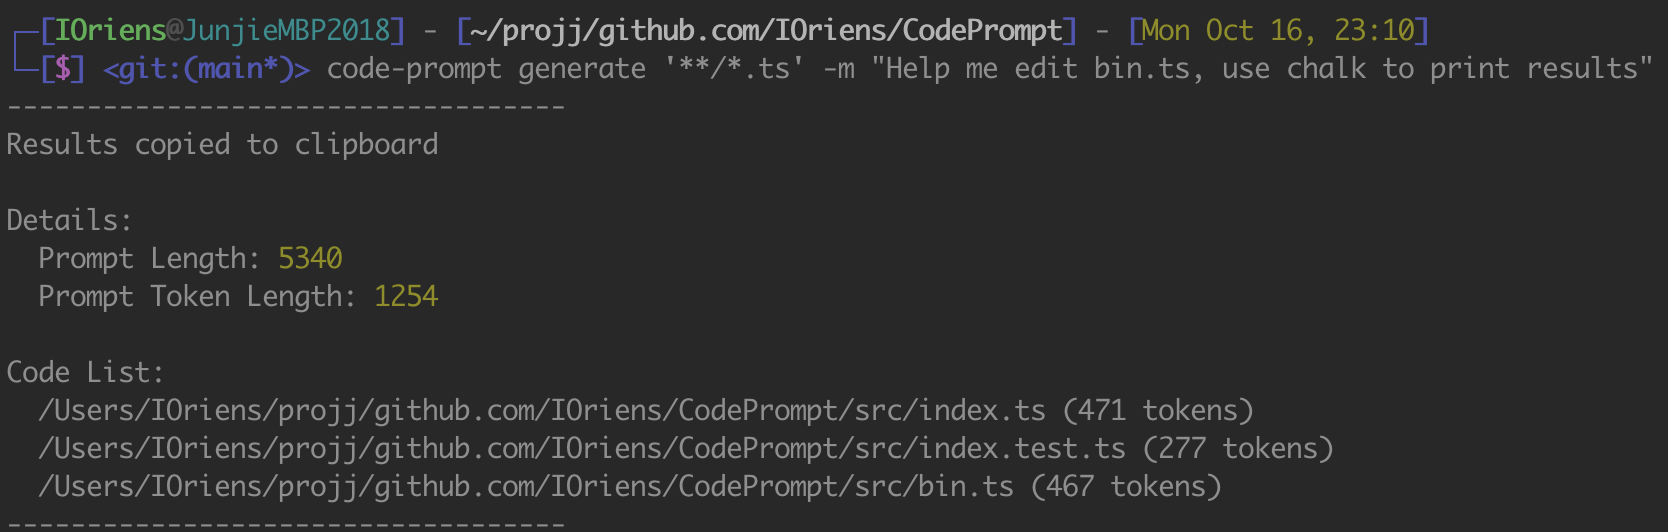 [IOriens@JunjieMBP2018] - [~/projj/github.com/IOriens/CodePrompt] - [Mon Oct 16, 23:10]
[$] <git:(main*)> code-prompt generate '**/*.ts' -m "Help me edit bin.ts, use chalk to print results"
-----------------------------------
Results copied to clipboard
Details:
  Prompt Length: 5340
  Prompt Token Length: 1254
Code List:
  /Users/IOriens/projj/github.com/IOriens/CodePrompt/src/index.ts (471 tokens)
  /Users/IOriens/projj/github.com/IOriens/CodePrompt/src/index.test.ts (277 tokens)
  /Users/IOriens/projj/github.com/IOriens/CodePrompt/src/bin.ts (467 tokens)
-----------------------------------